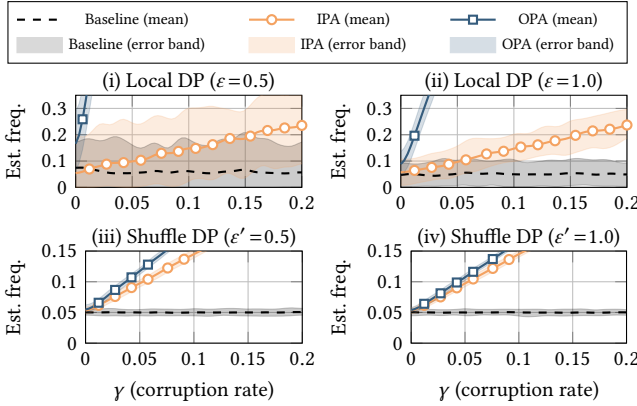 Baseline (mean) IPA (mean) OPA (mean)
Baseline (error band) IPA (error band) OPA (error band)
(i) Local DP (ε=0.5) (ii) Local DP (ε=1.0)
Est. freq.
0.3
0.2
0.1
0
0 0.05 0.1 0.15 0.2
Est. freq.
0.3
0.2
0.1
0
0 0.05 0.1 0.15 0.2
(iii) Shuffle DP (ε′=0.5) (iv) Shuffle DP (ε′=1.0)
Est. freq.
0.15
0.1
0.05
0
0 0.05 0.1 0.15 0.2
γ (corruption rate)
Est. freq.
0.15
0.1
0.05
0
0 0.05 0.1 0.15 0.2
γ (corruption rate)